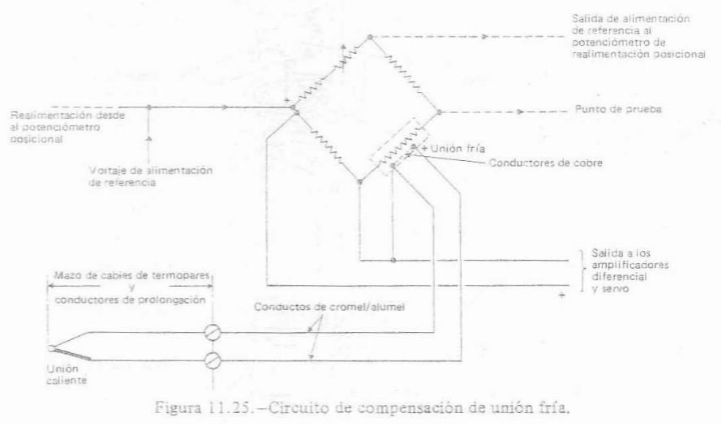 Salida de alimentación
de referencia al
potenciómetro de
realimentación posicional
Realimentación desde
al potenciómetro
posicional
Punto de prueba
+
+ Unión fría
Conductores de cobre
Voltaje de alimentación
de referencia
Salida a los
amplificadores
diferencial
y servo
+
Mazo de cables de termopares
y
conductores de prolongación
Conductos de cromel/alumel
Unión
caliente
Figura 11.25.—Circuito de compensación de unión fría.